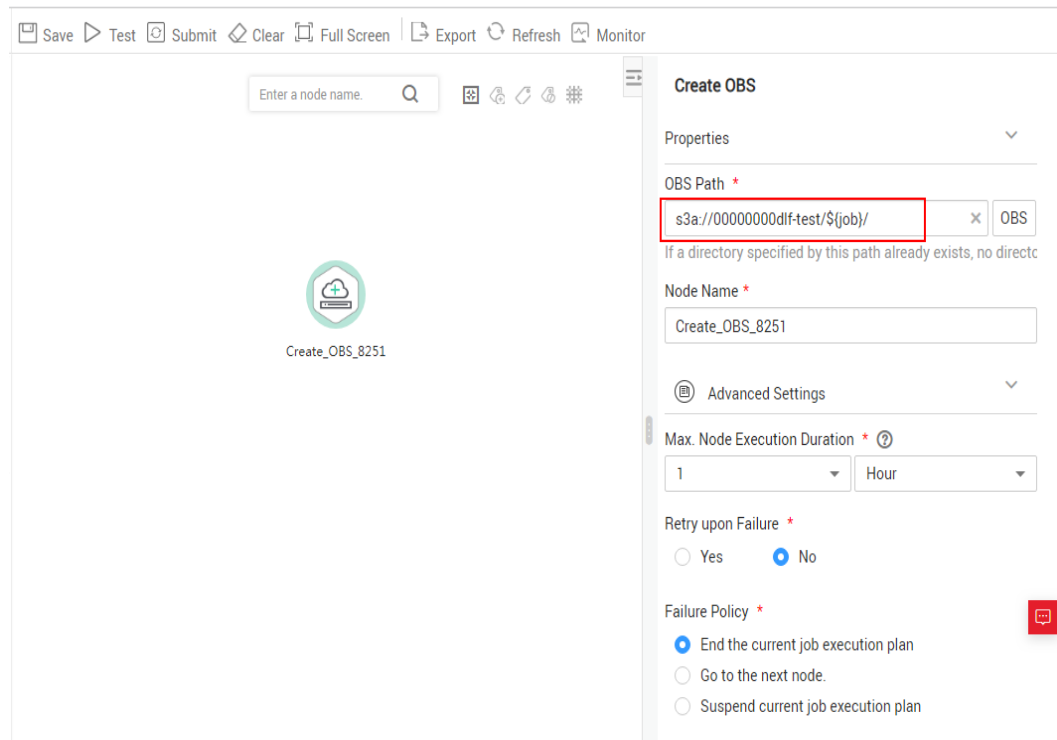 Save Test Submit Clear Full Screen Export Refresh Monitor
Enter a node name.
Create_OBS_8251
Create OBS
Properties
OBS Path *
s3a://00000000dlf-test/${job}/ × OBS
If a directory specified by this path already exists, no directo
Node Name *
Create_OBS_8251
Advanced Settings
Max. Node Execution Duration * ?
1 Hour
Retry upon Failure *
Yes No
Failure Policy *
End the current job execution plan
Go to the next node.
Suspend current job execution plan